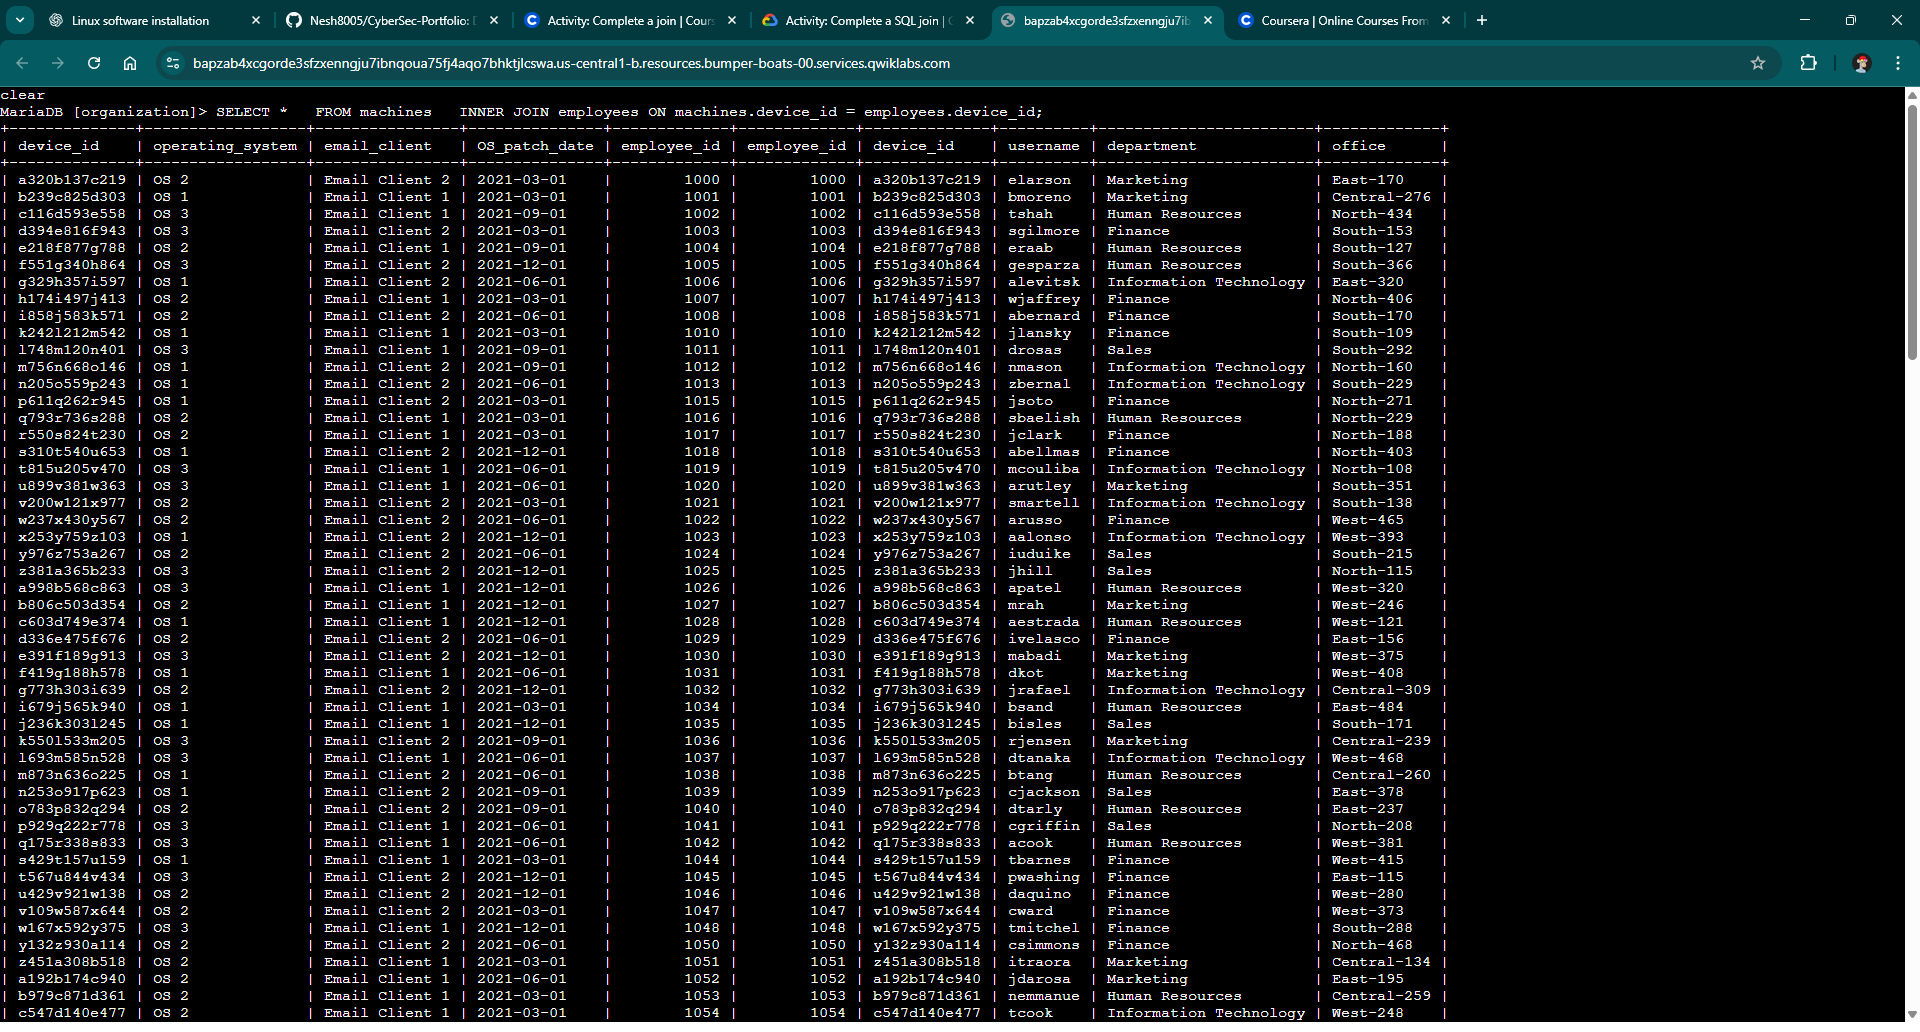 Linux software installation
Nesh8005/CyberSec-Portfolio: D
Activity: Complete a join | Cours
Activity: Complete a SQL join | G
bapzab4xcgorde3sfzxenngju7ib
Coursera | Online Courses From
bapzab4xcgorde3sfzxenngju7ibnqoua75fj4aqo7bhktjlcswa.us-central1-b.resources.bumper-boats-00.services.qwiklabs.com
clear
MariaDB [organization]> SELECT *   FROM machines   INNER JOIN employees ON machines.device_id = employees.device_id;
| device_id | operating_system | email_client | OS_patch_date | employee_id | employee_id | device_id | username | department | office |
| a320b137c219 | OS 2 | Email Client 2 | 2021-03-01 | 1000 | 1000 | a320b137c219 | elarson | Marketing | East-170 |
| b239c825d303 | OS 1 | Email Client 1 | 2021-03-01 | 1001 | 1001 | b239c825d303 | bmoreno | Marketing | Central-276 |
| c116d593e558 | OS 3 | Email Client 1 | 2021-09-01 | 1002 | 1002 | c116d593e558 | tshah | Human Resources | North-434 |
| d394e816f943 | OS 3 | Email Client 2 | 2021-03-01 | 1003 | 1003 | d394e816f943 | sgilmore | Finance | South-153 |
| e218f877g788 | OS 2 | Email Client 1 | 2021-09-01 | 1004 | 1004 | e218f877g788 | eraab | Human Resources | South-127 |
| f551g340h864 | OS 3 | Email Client 2 | 2021-12-01 | 1005 | 1005 | f551g340h864 | gesparza | Human Resources | South-366 |
| g329h357i597 | OS 1 | Email Client 2 | 2021-06-01 | 1006 | 1006 | g329h357i597 | alevitsk | Information Technology | East-320 |
| h174i497j413 | OS 2 | Email Client 1 | 2021-03-01 | 1007 | 1007 | h174i497j413 | wjaffrey | Finance | North-406 |
| i858j583k571 | OS 2 | Email Client 2 | 2021-06-01 | 1008 | 1008 | i858j583k571 | abernard | Finance | South-170 |
| k242l212m542 | OS 1 | Email Client 1 | 2021-03-01 | 1010 | 1010 | k242l212m542 | jlansky | Finance | South-109 |
| l748m120n401 | OS 3 | Email Client 1 | 2021-09-01 | 1011 | 1011 | l748m120n401 | drosas | Sales | South-292 |
| m756n668o146 | OS 1 | Email Client 2 | 2021-09-01 | 1012 | 1012 | m756n668o146 | nmason | Information Technology | North-160 |
| n205o559p243 | OS 1 | Email Client 2 | 2021-06-01 | 1013 | 1013 | n205o559p243 | zbernal | Information Technology | South-229 |
| p611q262r945 | OS 1 | Email Client 2 | 2021-03-01 | 1015 | 1015 | p611q262r945 | jsoto | Finance | North-271 |
| q793r736s288 | OS 2 | Email Client 1 | 2021-03-01 | 1016 | 1016 | q793r736s288 | sbaelish | Human Resources | North-229 |
| r550s824t230 | OS 2 | Email Client 1 | 2021-03-01 | 1017 | 1017 | r550s824t230 | jclark | Finance | North-188 |
| s310t540u653 | OS 1 | Email Client 2 | 2021-12-01 | 1018 | 1018 | s310t540u653 | abellmas | Finance | North-403 |
| t815u205v470 | OS 3 | Email Client 1 | 2021-06-01 | 1019 | 1019 | t815u205v470 | mcouliba | Information Technology | North-108 |
| u899v381w363 | OS 3 | Email Client 1 | 2021-06-01 | 1020 | 1020 | u899v381w363 | arutley | Marketing | South-351 |
| v200w121x977 | OS 2 | Email Client 2 | 2021-03-01 | 1021 | 1021 | v200w121x977 | smartell | Information Technology | South-138 |
| w237x430y567 | OS 2 | Email Client 2 | 2021-06-01 | 1022 | 1022 | w237x430y567 | arusso | Finance | West-465 |
| x253y759z103 | OS 1 | Email Client 2 | 2021-12-01 | 1023 | 1023 | x253y759z103 | aalonso | Information Technology | West-393 |
| y976z753a267 | OS 2 | Email Client 2 | 2021-06-01 | 1024 | 1024 | y976z753a267 | iuduike | Sales | South-215 |
| z381a365b233 | OS 3 | Email Client 2 | 2021-12-01 | 1025 | 1025 | z381a365b233 | jhill | Sales | North-115 |
| a998b568c863 | OS 3 | Email Client 1 | 2021-12-01 | 1026 | 1026 | a998b568c863 | apatel | Human Resources | West-320 |
| b806c503d354 | OS 2 | Email Client 1 | 2021-12-01 | 1027 | 1027 | b806c503d354 | mrah | Marketing | West-246 |
| c603d749e374 | OS 1 | Email Client 1 | 2021-12-01 | 1028 | 1028 | c603d749e374 | aestrada | Human Resources | West-121 |
| d336e475f676 | OS 2 | Email Client 2 | 2021-06-01 | 1029 | 1029 | d336e475f676 | ivelasco | Finance | East-156 |
| e391f189g913 | OS 3 | Email Client 2 | 2021-12-01 | 1030 | 1030 | e391f189g913 | mabadi | Marketing | West-375 |
| f419g188h578 | OS 1 | Email Client 1 | 2021-06-01 | 1031 | 1031 | f419g188h578 | dkot | Marketing | West-408 |
| g773h303i639 | OS 2 | Email Client 2 | 2021-12-01 | 1032 | 1032 | g773h303i639 | jrafael | Information Technology | Central-309 |
| i679j565k940 | OS 1 | Email Client 1 | 2021-03-01 | 1034 | 1034 | i679j565k940 | bsand | Human Resources | East-484 |
| j236k303l245 | OS 1 | Email Client 1 | 2021-12-01 | 1035 | 1035 | j236k303l245 | bisles | Sales | South-171 |
| k550l533m205 | OS 3 | Email Client 2 | 2021-09-01 | 1036 | 1036 | k550l533m205 | rjensen | Marketing | Central-239 |
| l693m585n528 | OS 3 | Email Client 1 | 2021-06-01 | 1037 | 1037 | l693m585n528 | dtanaka | Information Technology | West-468 |
| m873n636o225 | OS 1 | Email Client 2 | 2021-06-01 | 1038 | 1038 | m873n636o225 | btang | Human Resources | Central-260 |
| n253o917p623 | OS 1 | Email Client 2 | 2021-09-01 | 1039 | 1039 | n253o917p623 | cjackson | Sales | East-378 |
| o783p832q294 | OS 2 | Email Client 2 | 2021-09-01 | 1040 | 1040 | o783p832q294 | dtarly | Human Resources | East-237 |
| p929q222r778 | OS 3 | Email Client 1 | 2021-06-01 | 1041 | 1041 | p929q222r778 | cgriffin | Sales | North-208 |
| q175r338s833 | OS 3 | Email Client 1 | 2021-06-01 | 1042 | 1042 | q175r338s833 | acook | Human Resources | West-381 |
| s429t157u159 | OS 1 | Email Client 1 | 2021-03-01 | 1044 | 1044 | s429t157u159 | tbarnes | Finance | West-415 |
| t567u844v434 | OS 3 | Email Client 2 | 2021-12-01 | 1045 | 1045 | t567u844v434 | pwashing | Finance | East-115 |
| u429v921w138 | OS 2 | Email Client 2 | 2021-12-01 | 1046 | 1046 | u429v921w138 | daquino | Finance | West-280 |
| v109w587x644 | OS 2 | Email Client 2 | 2021-03-01 | 1047 | 1047 | v109w587x644 | cward | Finance | West-373 |
| w167x592y375 | OS 3 | Email Client 1 | 2021-12-01 | 1048 | 1048 | w167x592y375 | tmitchel | Finance | South-288 |
| y132z930a114 | OS 2 | Email Client 2 | 2021-06-01 | 1050 | 1050 | y132z930a114 | csimmons | Finance | North-468 |
| z451a308b518 | OS 2 | Email Client 1 | 2021-03-01 | 1051 | 1051 | z451a308b518 | itraora | Marketing | Central-134 |
| a192b174c940 | OS 2 | Email Client 1 | 2021-06-01 | 1052 | 1052 | a192b174c940 | jdarosa | Marketing | East-195 |
| b979c871d361 | OS 2 | Email Client 1 | 2021-03-01 | 1053 | 1053 | b979c871d361 | nemmanue | Human Resources | Central-259 |
| c547d140e477 | OS 2 | Email Client 1 | 2021-03-01 | 1054 | 1054 | c547d140e477 | tcook | Information Technology | West-248 |